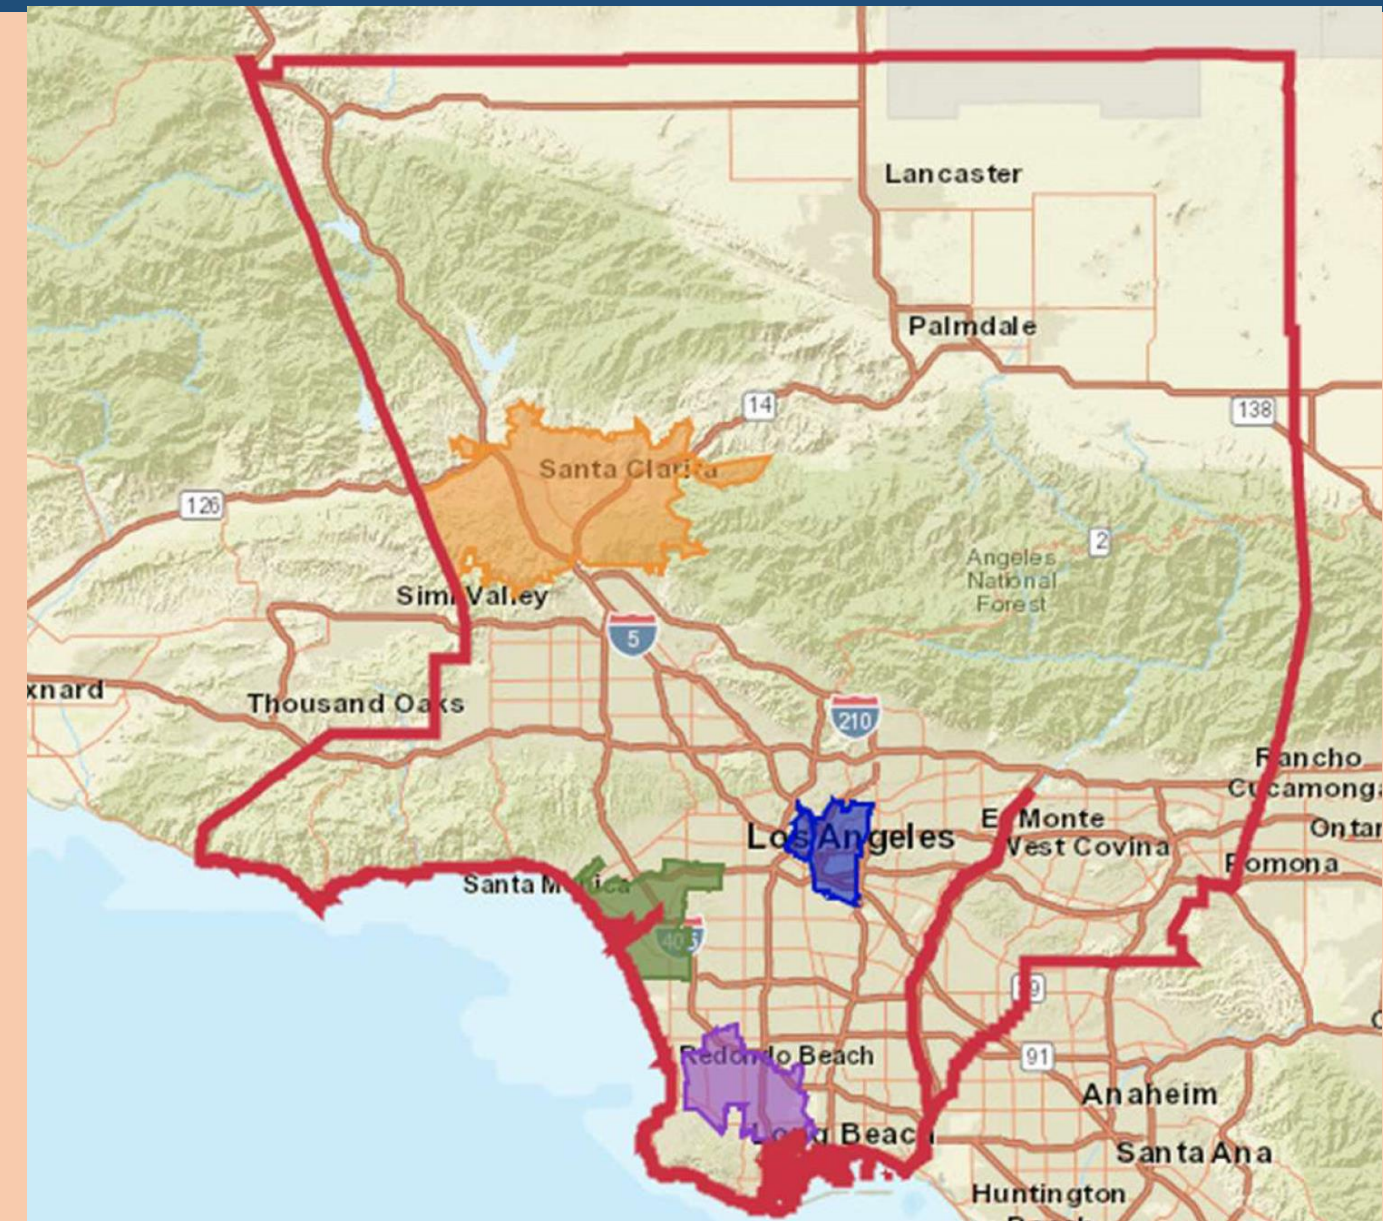 Lancaster
Palmdale
14
138
Santa Clarita
126
2
Angeles
National
Forest
Simi Valley
5
xnard
Thousand Oaks
210
Rancho
Cucamonga
El Monte
Ontar
Los Angeles
West Covina
Pomona
Santa Monica
405
Redondo Beach
91
Anaheim
Long Beach
Santa Ana
Huntington